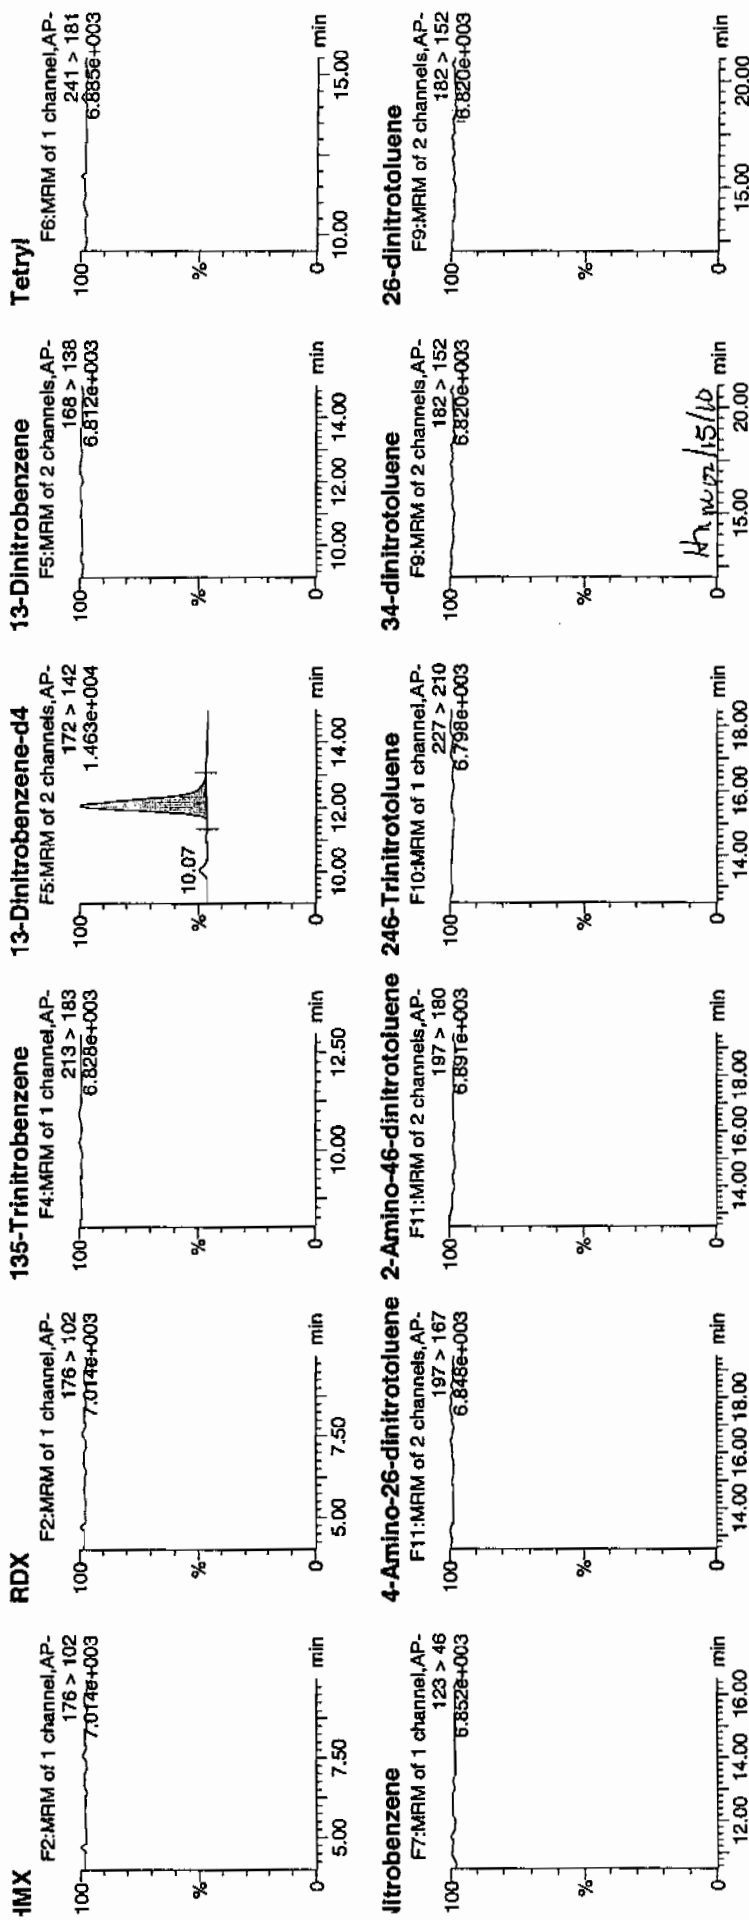 HMX
F2:MRM of 1 channel,AP-
176 > 102
7.014e+003
100
%
0
5.00
7.50
min
RDX
F2:MRM of 1 channel,AP-
176 > 102
7.014e+003
100
%
0
5.00
7.50
min
135-Trinitrobenzene
F4:MRM of 1 channel,AP-
213 > 183
6.828e+003
100
%
0
10.00
12.50
min
13-Dinitrobenzene-d4
F5:MRM of 2 channels,AP-
172 > 142
1.463e+004
100
10.07
%
0
10.00
12.00
14.00
min
13-Dinitrobenzene
F5:MRM of 2 channels,AP-
168 > 138
6.812e+003
100
%
0
10.00
12.00
14.00
min
Tetryl
F6:MRM of 1 channel,AP-
241 > 181
6.885e+003
100
%
0
10.00
15.00
min
Nitrobenzene
F7:MRM of 1 channel,AP-
123 > 46
6.852e+003
100
%
0
12.00
14.00
16.00
min
4-Amino-26-dinitrotoluene
F11:MRM of 2 channels,AP-
197 > 167
6.848e+003
100
%
0
14.00
16.00
18.00
min
2-Amino-46-dinitrotoluene
F11:MRM of 2 channels,AP-
197 > 180
6.891e+003
100
%
0
14.00
16.00
18.00
min
246-Trinitrotoluene
F10:MRM of 1 channel,AP-
227 > 210
6.798e+003
100
%
0
14.00
16.00
18.00
min
34-dinitrotoluene
F9:MRM of 2 channels,AP-
182 > 152
6.820e+003
100
%
0
15.00
20.00
min
26-dinitrotoluene
F9:MRM of 2 channels,AP-
182 > 152
6.820e+003
100
%
0
15.00
20.00
min